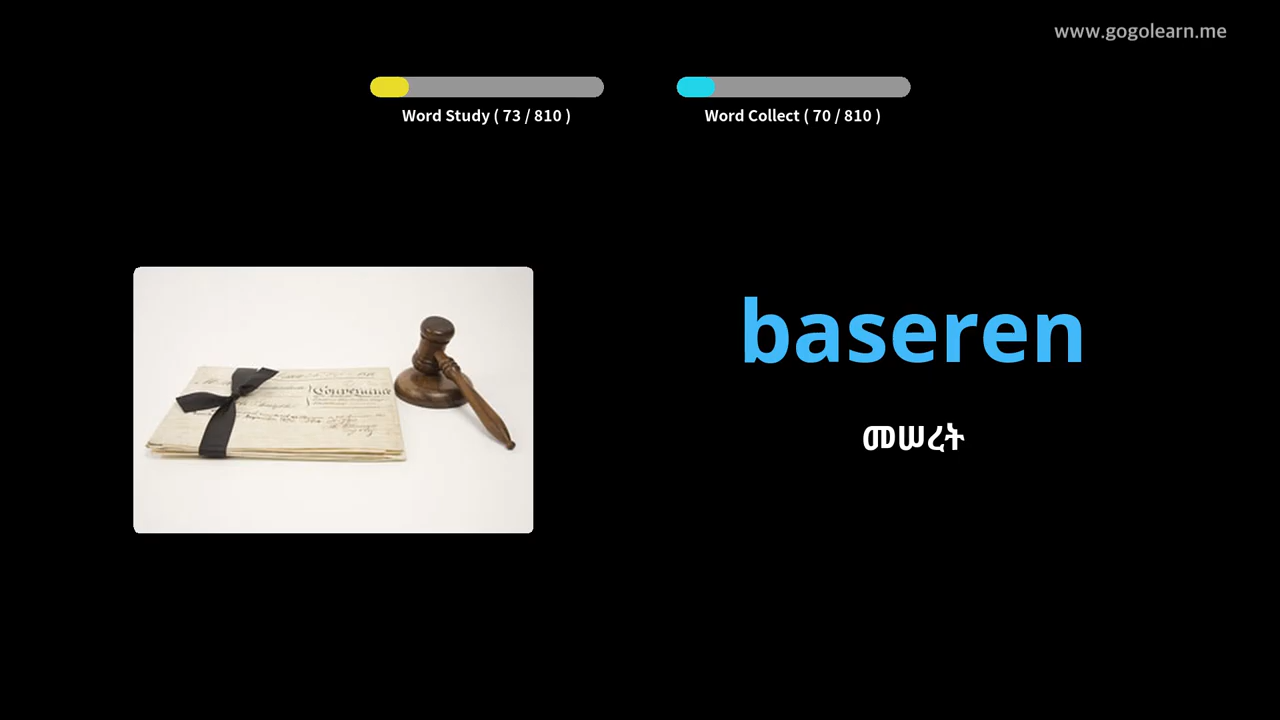 www.gogolearn.me
Word Study ( 73 / 810 )
Word Collect ( 70 / 810 )
baseren
መሠረት